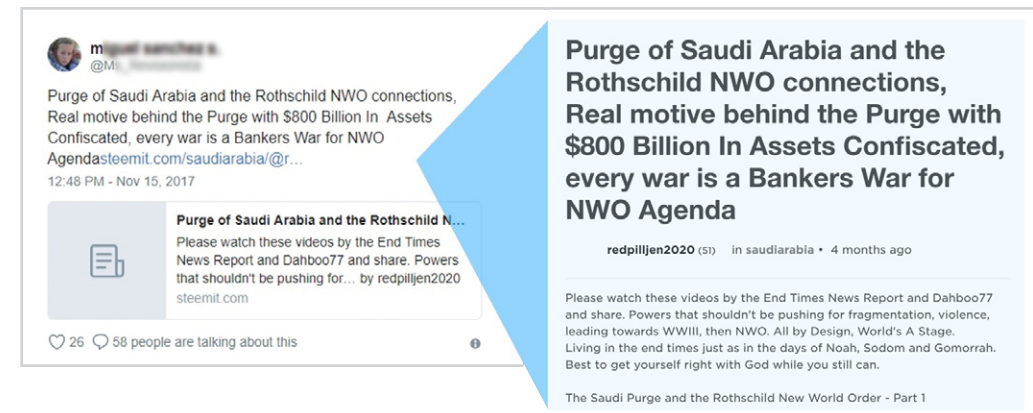 m
@M
Purge of Saudi Arabia and the Rothschild NWO connections,
Real motive behind the Purge with $800 Billion In Assets
Confiscated, every war is a Bankers War for NWO
Agendasteemit.com/saudiarabia/@r…
12:48 PM - Nov 15, 2017
Purge of Saudi Arabia and the Rothschild N…
Please watch these videos by the End Times
News Report and Dahboo77 and share. Powers
that shouldn't be pushing for… by redpilljen2020
steemit.com
26 58 people are talking about this
Purge of Saudi Arabia and the
Rothschild NWO connections,
Real motive behind the Purge with
$800 Billion In Assets Confiscated,
every war is a Bankers War for
NWO Agenda
redpilljen2020 (51) in saudiarabia • 4 months ago
Please watch these videos by the End Times News Report and Dahboo77
and share. Powers that shouldn't be pushing for fragmentation, violence,
leading towards WWIII, then NWO. All by Design, World's A Stage.
Living in the end times just as in the days of Noah, Sodom and Gomorrah.
Best to get yourself right with God while you still can.
The Saudi Purge and the Rothschild New World Order - Part 1